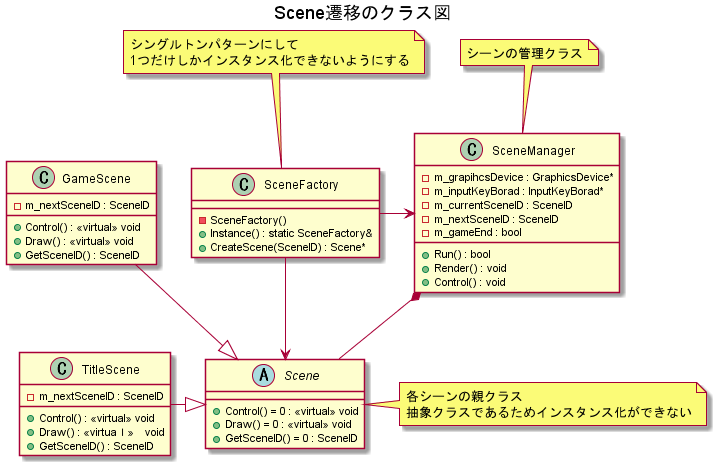 Scene遷移のクラス図
シングルトンパターンにして
1つだけしかインスタンス化できないようにする
シーンの管理クラス
C SceneManager
m_grapihcsDevice : GraphicsDevice*
m_inputKeyBorad : InputKeyBorad*
m_currentSceneID : SceneID
m_nextSceneID : SceneID
m_gameEnd : bool
Run() : bool
Render() : void
Control() : void
C GameScene
m_nextSceneID : SceneID
Control() : «virtual» void
Draw() : «virtual» void
GetSceneID() : SceneID
C SceneFactory
SceneFactory()
Instance() : static SceneFactory&
CreateScene(SceneID) : Scene*
C TitleScene
m_nextSceneID : SceneID
Control() : «virtual» void
Draw() : «virtuaｌ» void
GetSceneID() : SceneID
A Scene
Control() = 0 : «virtual» void
Draw() = 0 : «virtual» void
GetSceneID() = 0 : SceneID
各シーンの親クラス
抽象クラスであるためインスタンス化ができない